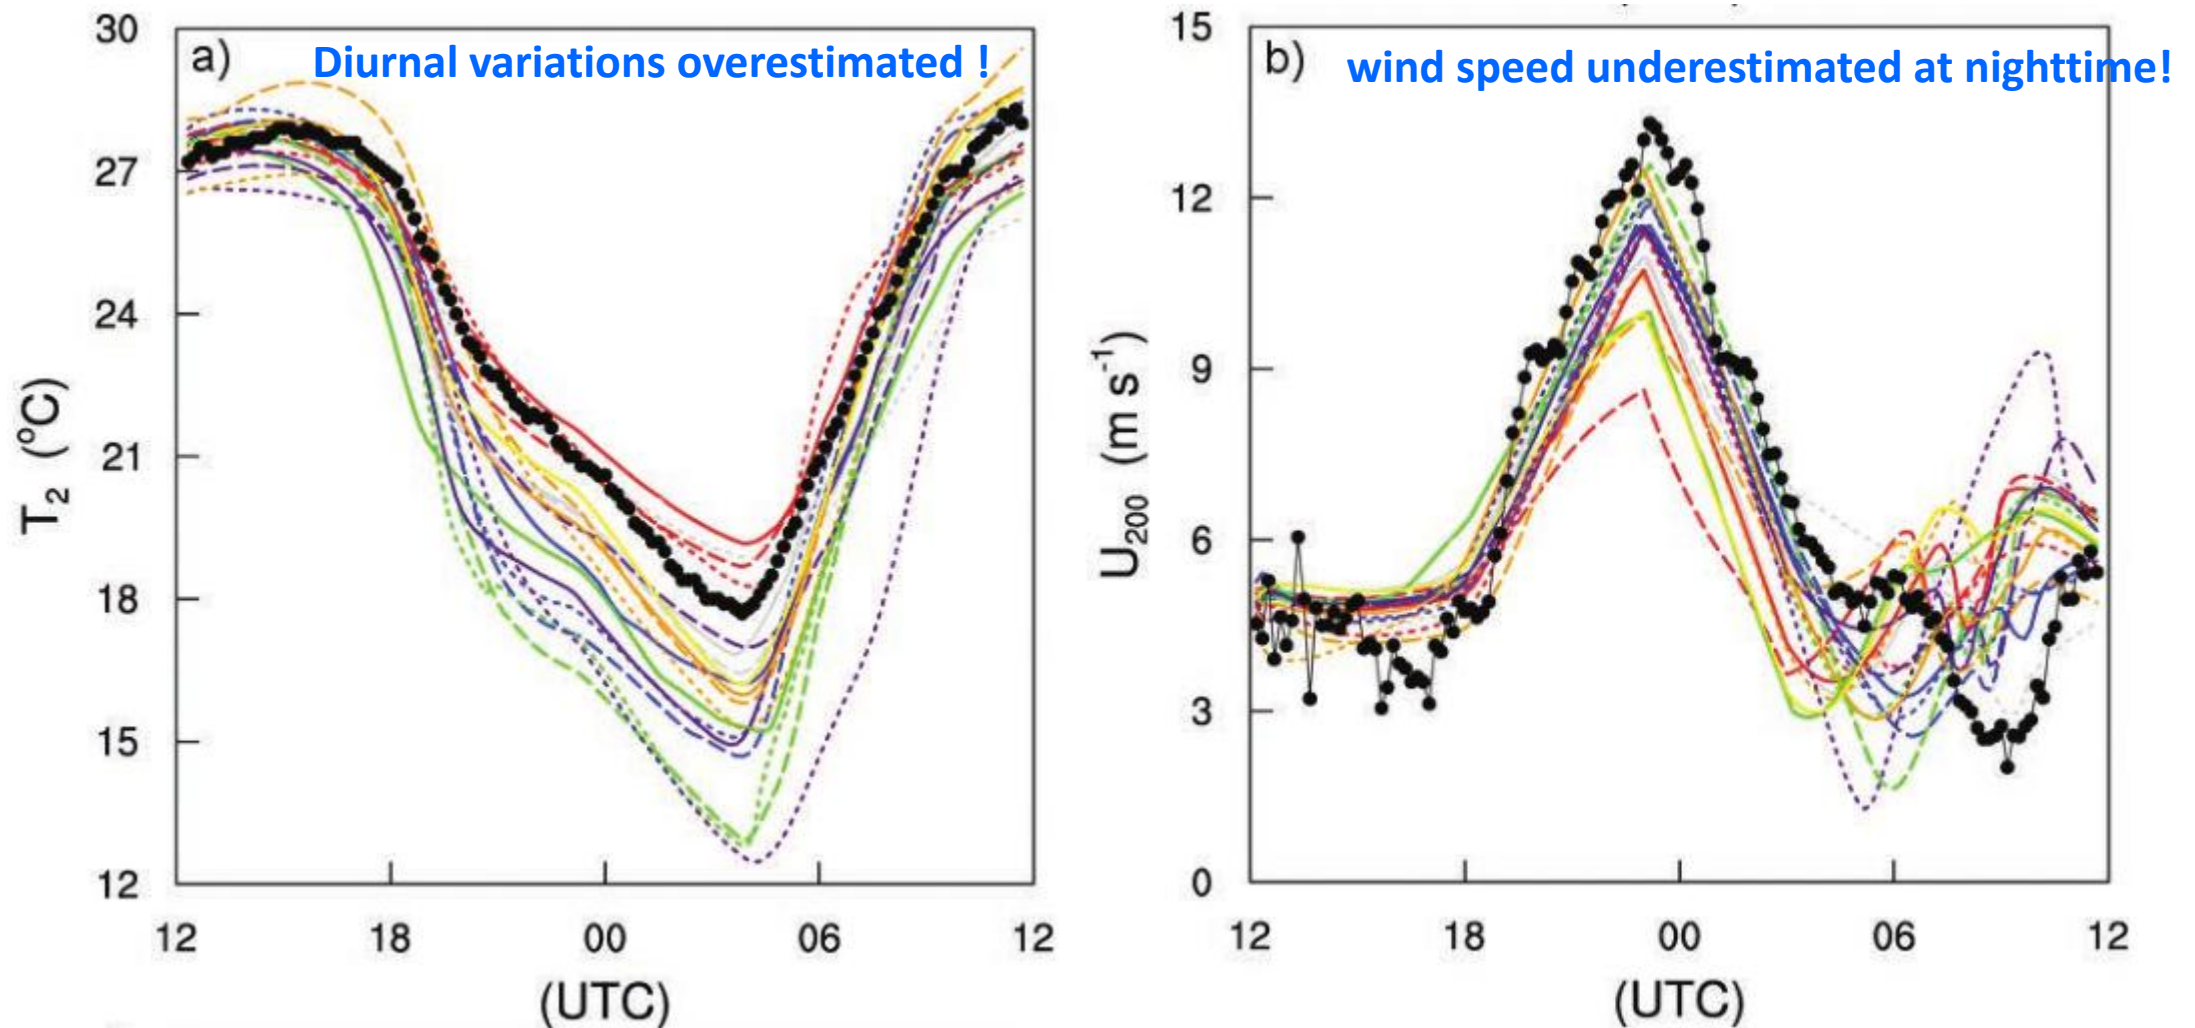 a) Diurnal variations overestimated !
30
27
24
21
18
15
12
T2 (°C)
12 18 00 06 12
(UTC)
b) wind speed underestimated at nighttime!
15
12
9
6
3
0
U200 (m s-1)
12 18 00 06 12
(UTC)